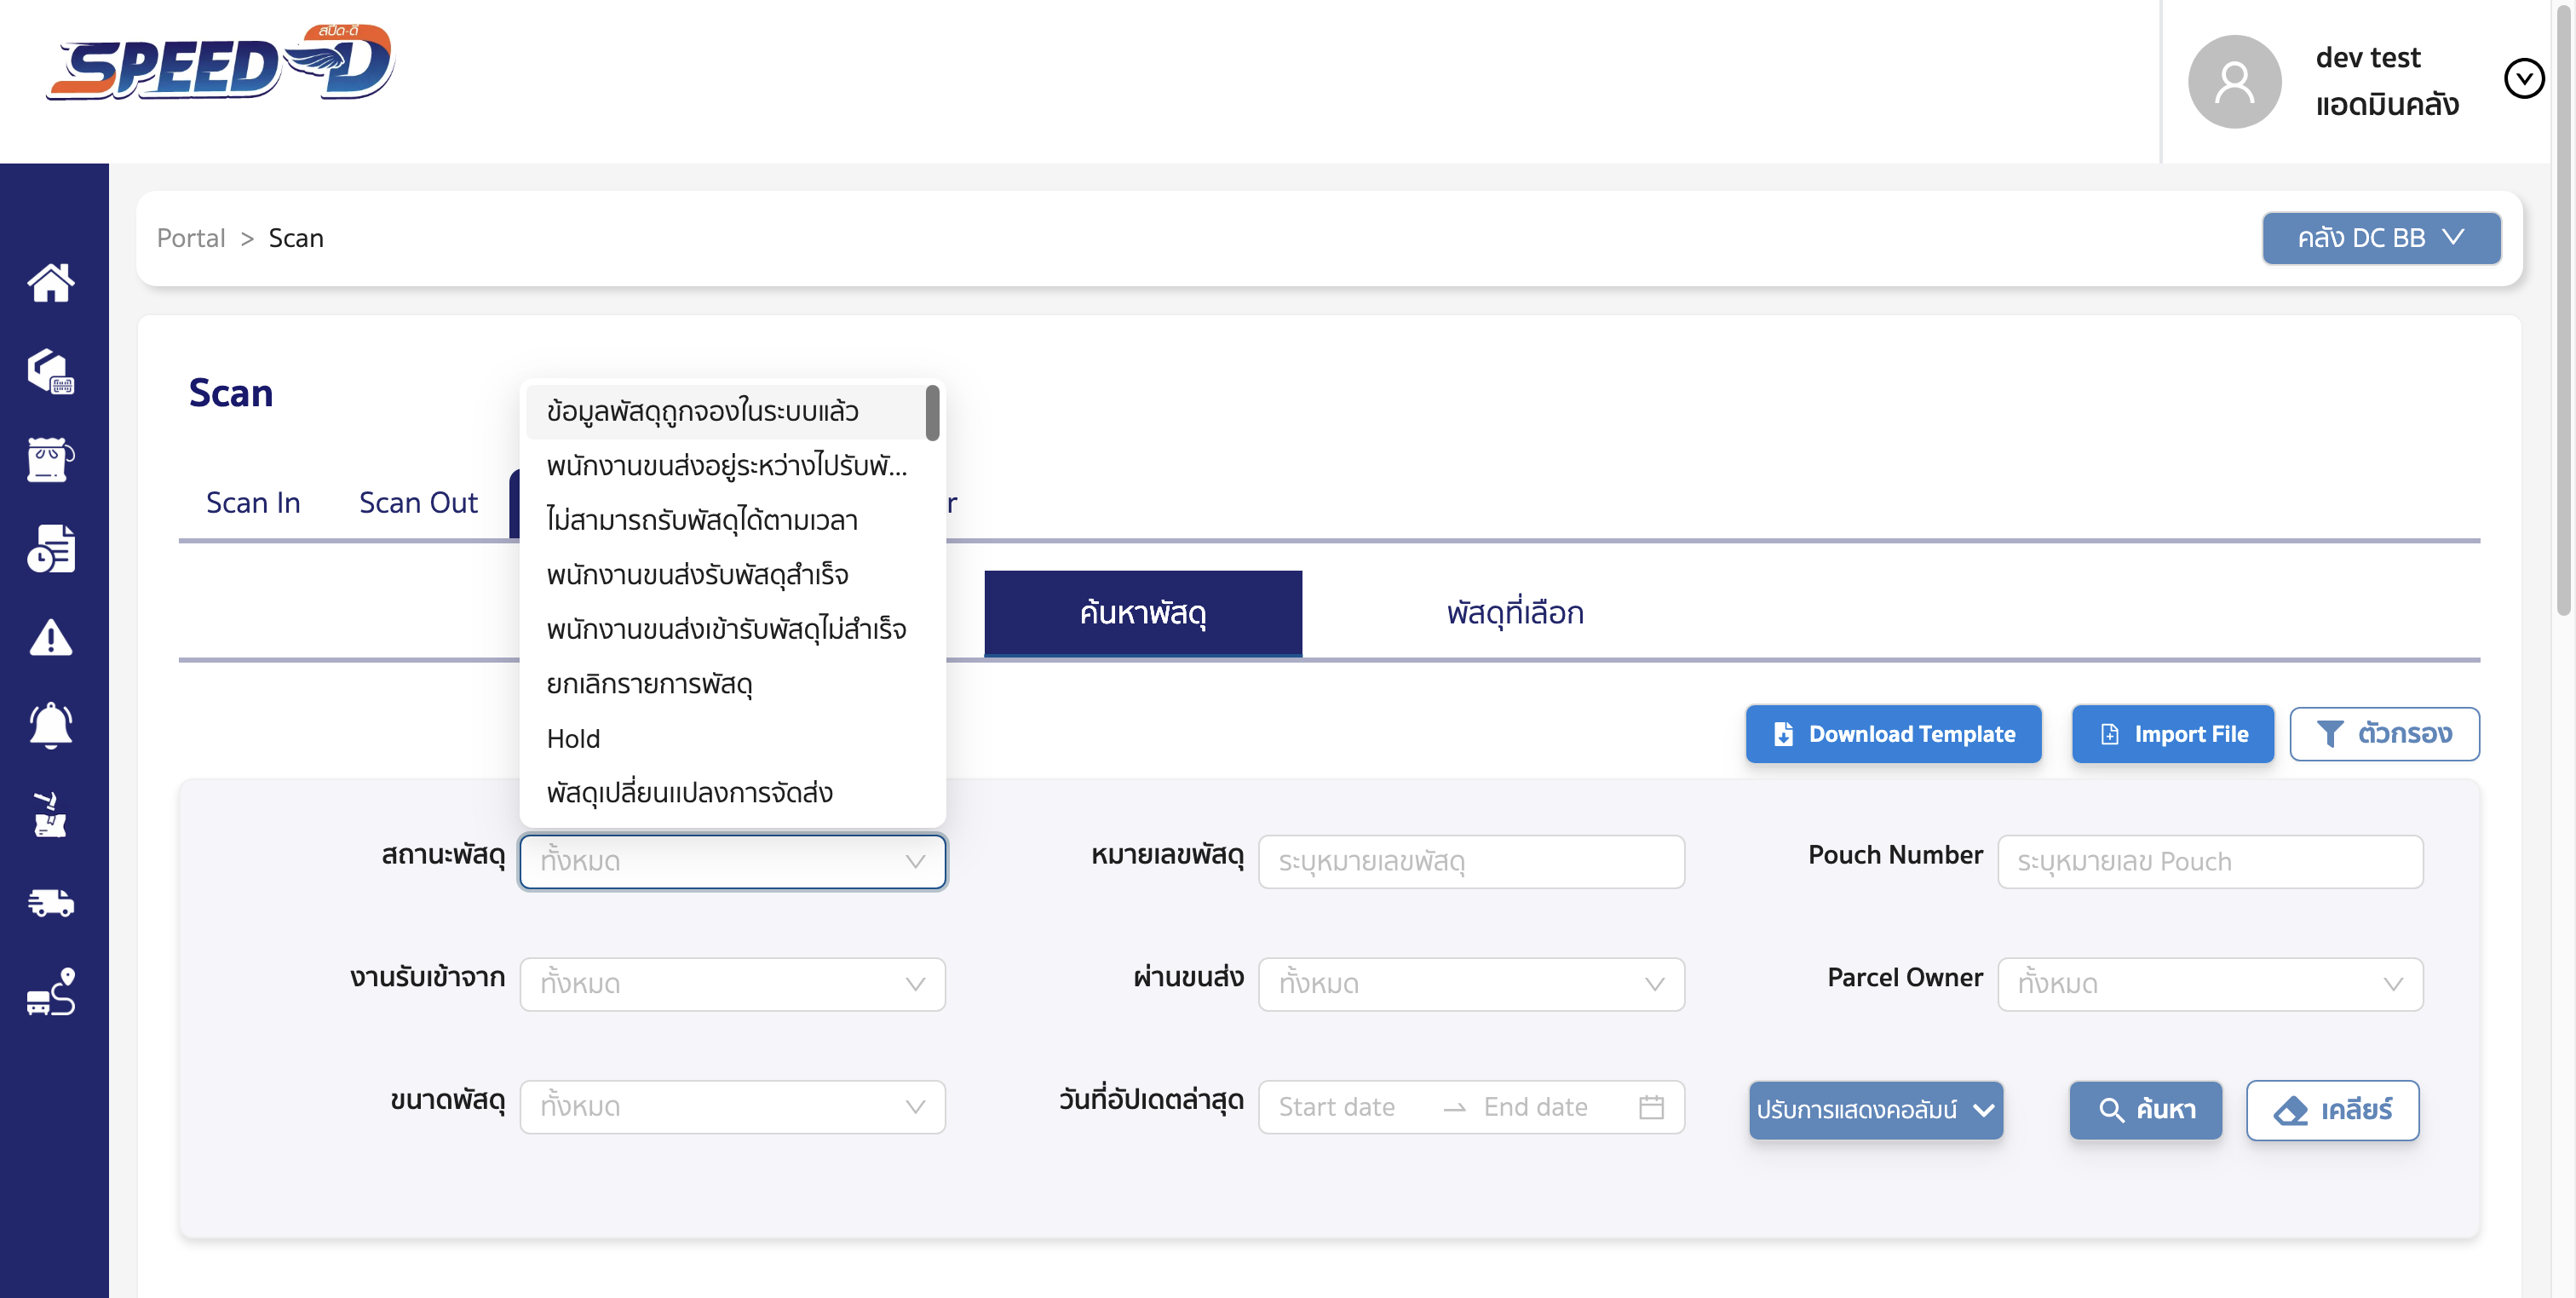 สปีด-ดี
SPEED-D
dev test
แอดมินคลัง
Portal > Scan
คลัง DC BB
Scan
Scan In
Scan Out
r
ข้อมูลพัสดุถูกจองในระบบแล้ว
พนักงานขนส่งอยู่ระหว่างไปรับพั...
ไม่สามารถรับพัสดุได้ตามเวลา
พนักงานขนส่งรับพัสดุสำเร็จ
พนักงานขนส่งเข้ารับพัสดุไม่สำเร็จ
ยกเลิกรายการพัสดุ
Hold
พัสดุเปลี่ยนแปลงการจัดส่ง
ค้นหาพัสดุ
พัสดุที่เลือก
Download Template
Import File
ตัวกรอง
สถานะพัสดุ ทั้งหมด
หมายเลขพัสดุ ระบุหมายเลขพัสดุ
Pouch Number ระบุหมายเลข Pouch
งานรับเข้าจาก ทั้งหมด
ผ่านขนส่ง ทั้งหมด
Parcel Owner ทั้งหมด
ขนาดพัสดุ ทั้งหมด
วันที่อัปเดตล่าสุด Start date → End date
ปรับการแสดงคอลัมน์
ค้นหา
เคลียร์